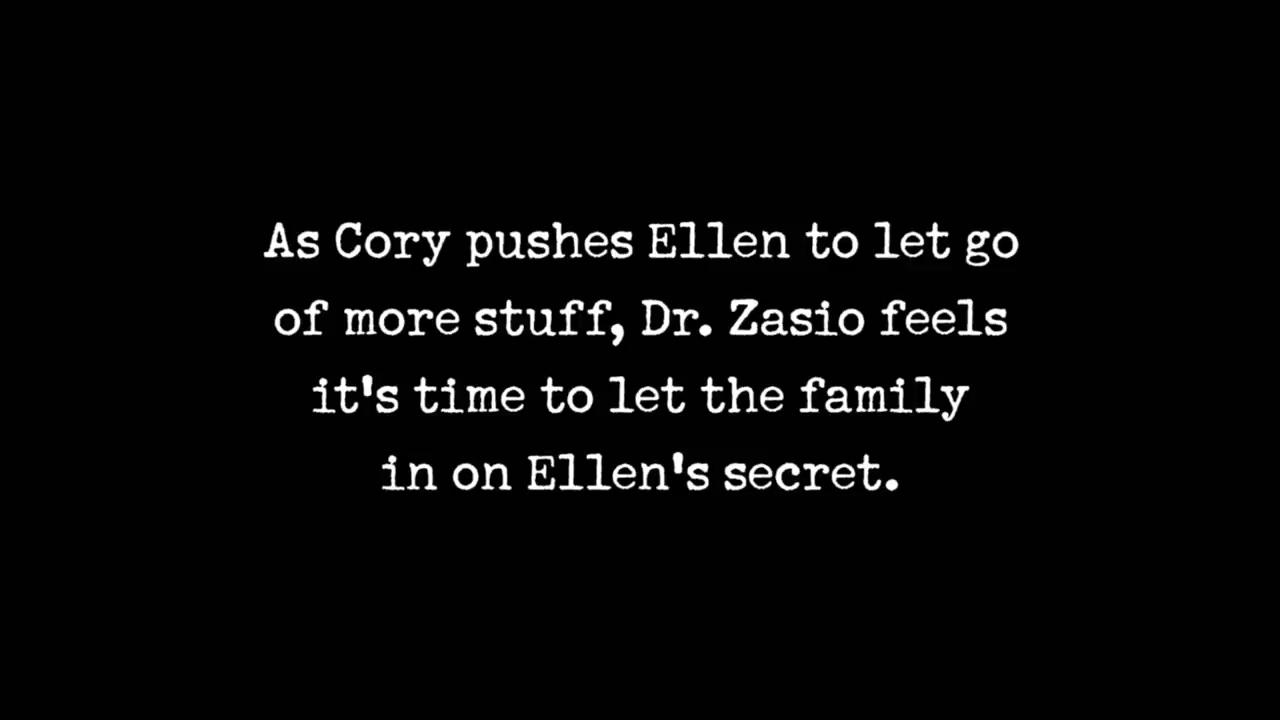 As Cory pushes Ellen to let go
of more stuff, Dr. Zasio feels
it's time to let the family
in on Ellen's secret.